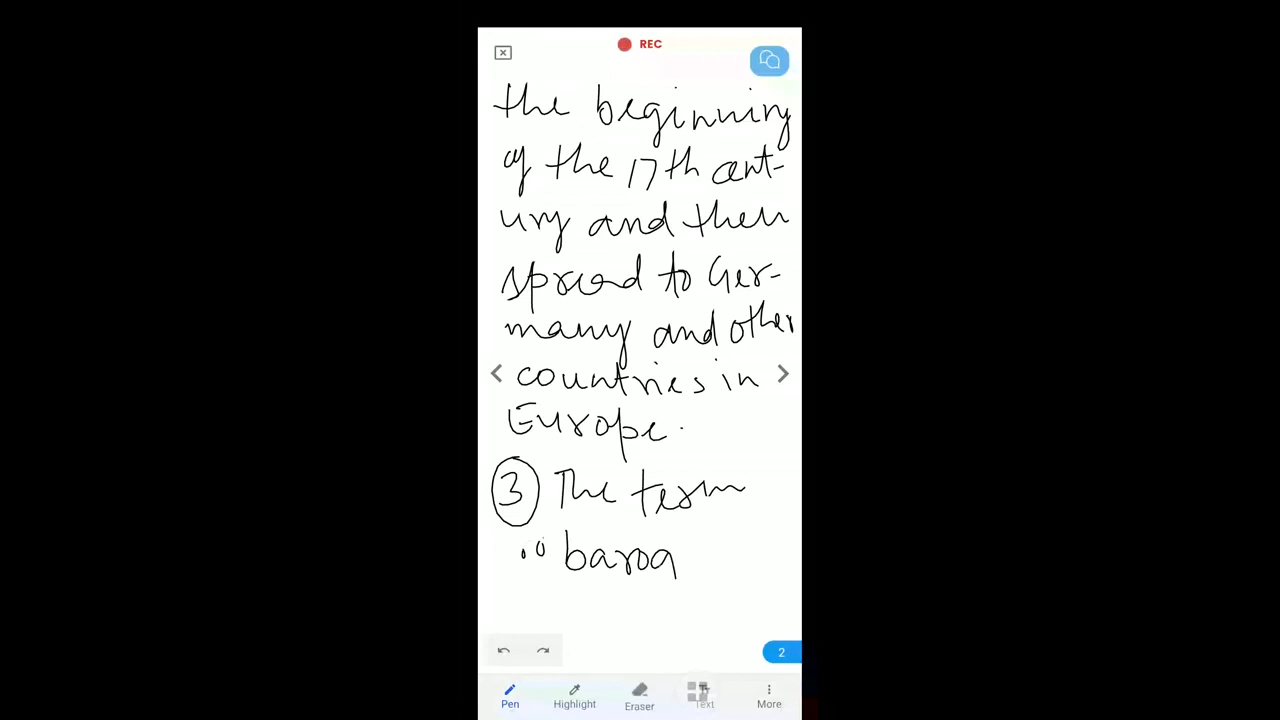 REC
the beginning
of the 17th cent-
ury and then
spread to Ger-
many and other
countries in
Europe.
3 The term
"baroq
2
Pen Highlight Eraser Text More